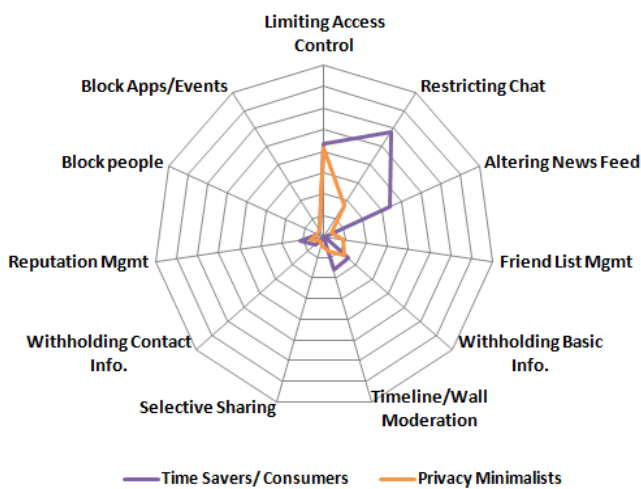 Limiting Access
Control
Block Apps/Events
Restricting Chat
Block people
Altering News Feed
Reputation Mgmt
Friend List Mgmt
Withholding Contact
Info.
Withholding Basic
Info.
Selective Sharing
Timeline/Wall
Moderation
Time Savers/ Consumers
Privacy Minimalists